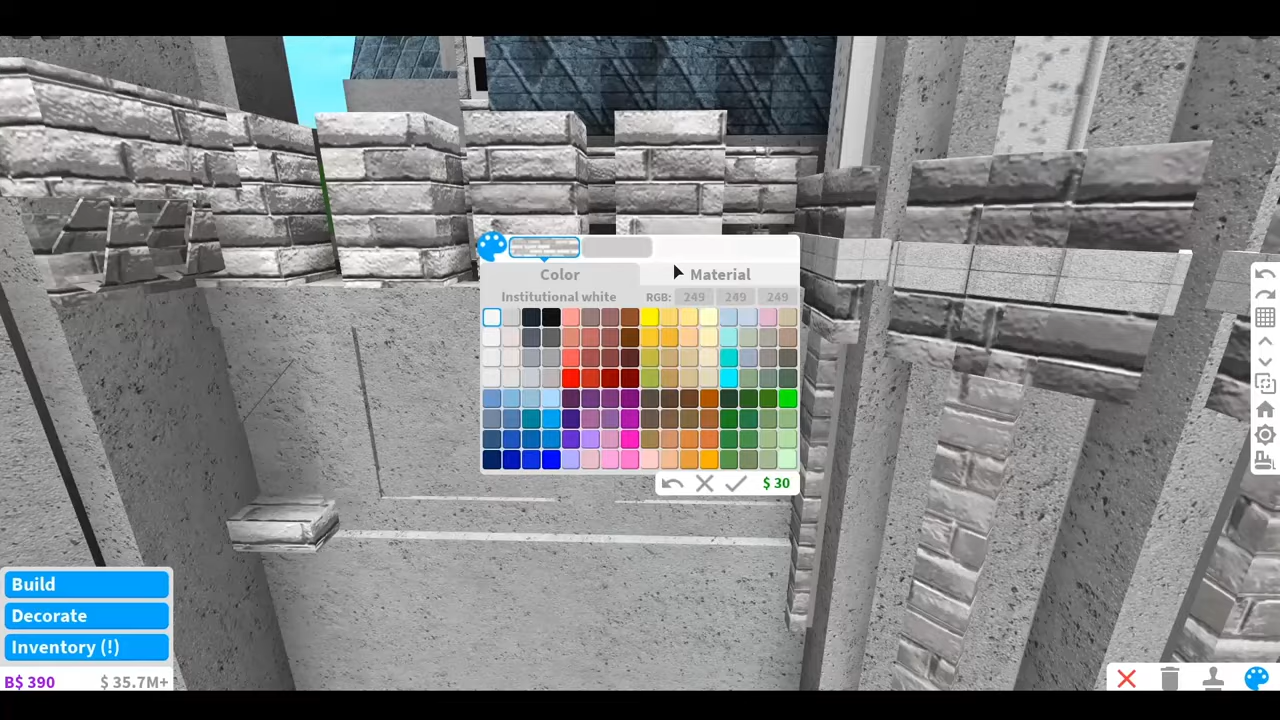 Color
Material
Institutional white
RGB: 249 249 249
$ 30
Build
Decorate
Inventory (!)
B$ 390
$ 35.7M+